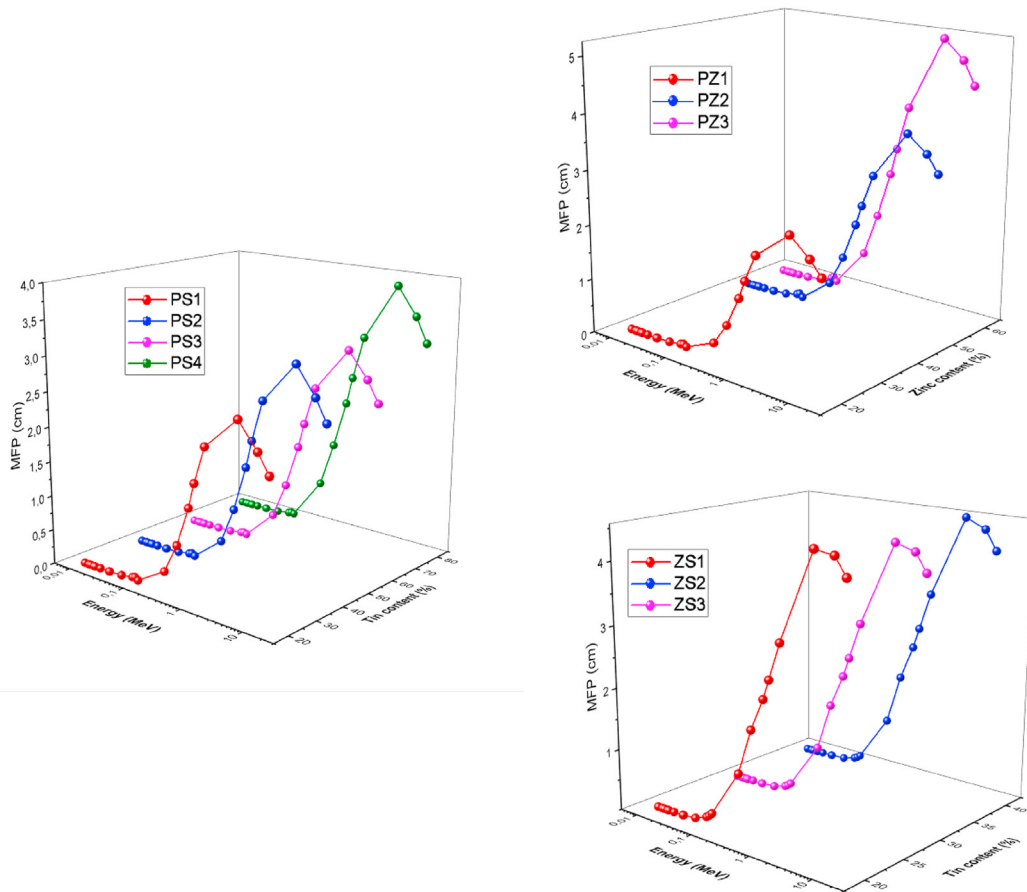 MFP (cm)
4,0
3,5
3,0
2,5
2,0
1,5
1,0
0,5
0,0
PS1
PS2
PS3
PS4
0.01
0.1
1
10
Energy (MeV)
20
30
40
50
60
70
80
Tin content (%)
MFP (cm)
5
4
3
2
1
0
PZ1
PZ2
PZ3
0.01
0.1
1
10
Energy (MeV)
20
30
40
50
60
Zinc content (%)
MFP (cm)
4
3
2
1
ZS1
ZS2
ZS3
0.01
0.1
1
10
Energy (MeV)
20
25
30
35
40
Tin content (%)